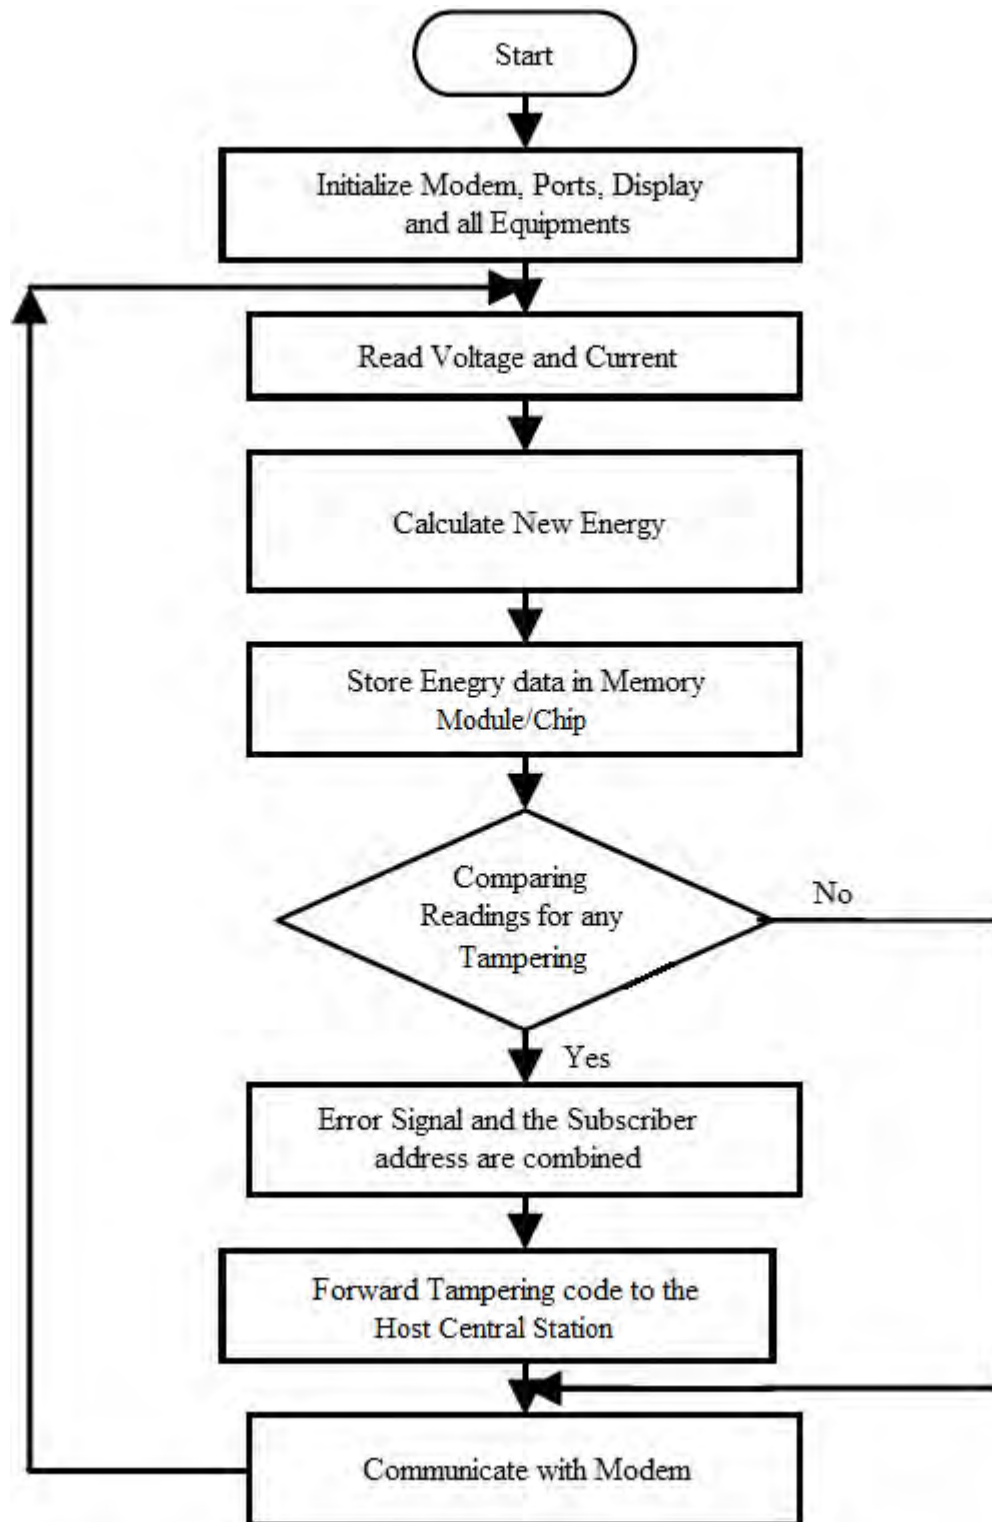 Start
Initialize Modem, Ports, Display
and all Equipments
Read Voltage and Current
Calculate New Energy
Store Enegry data in Memory
Module/Chip
Comparing
Readings for any
Tampering
No
Yes
Error Signal and the Subscriber
address are combined
Forward Tampering code to the
Host Central Station
Communicate with Modem